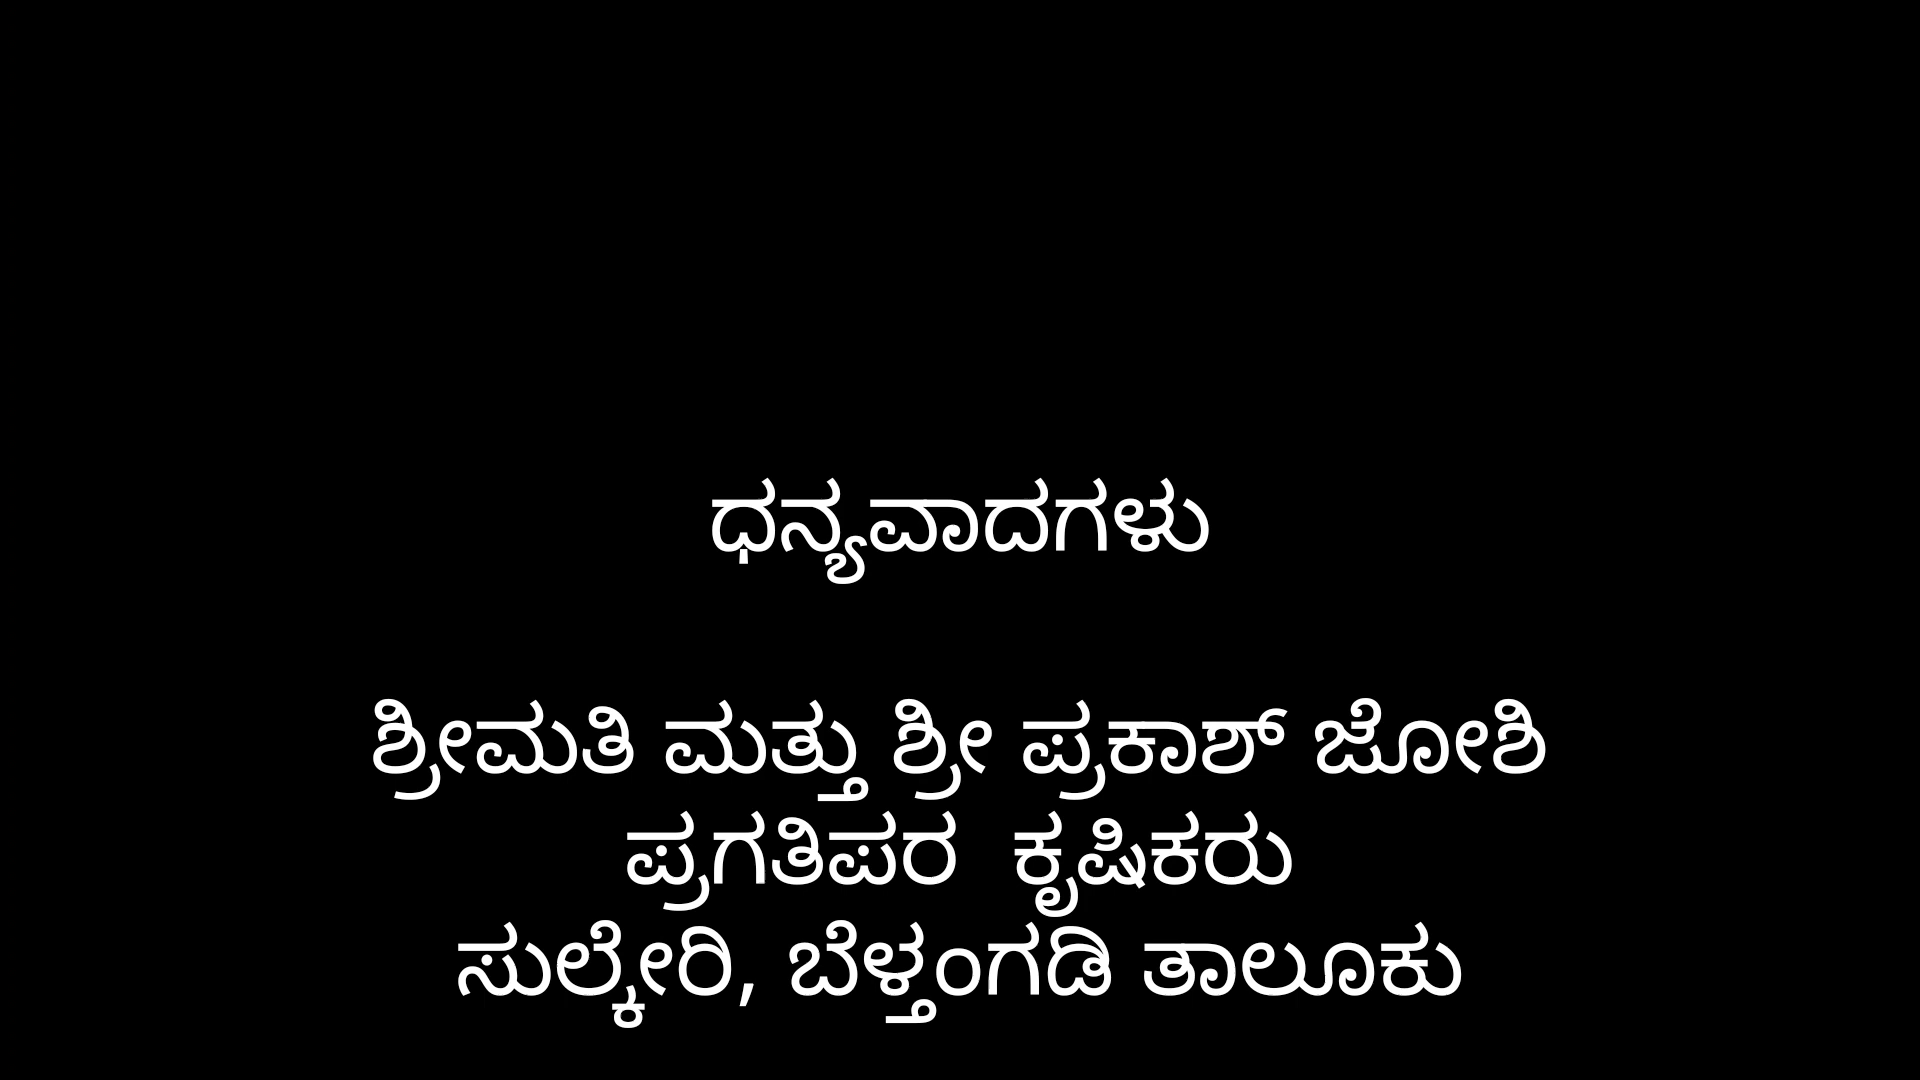 ಧನ್ಯವಾದಗಳು
ಶ್ರೀಮತಿ ಮತ್ತು ಶ್ರೀ ಪ್ರಕಾಶ್ ಜೋಶಿ
ಪ್ರಗತಿಪರ ಕೃಷಿಕರು
ಸುಲ್ಕೇರಿ, ಬೆಳ್ತಂಗಡಿ ತಾಲೂಕು